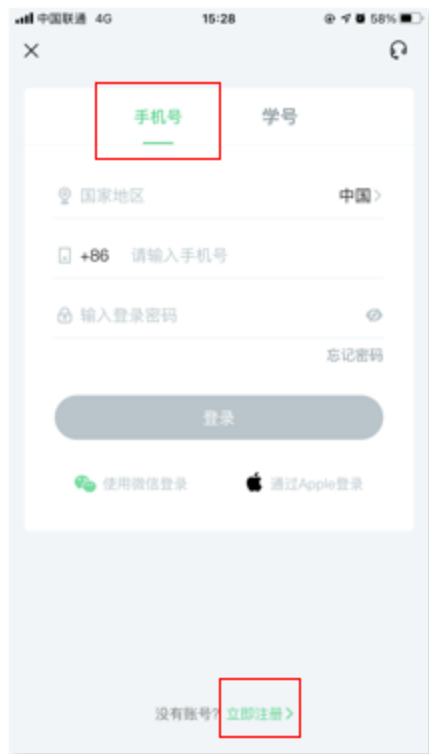 中国联通 4G 15:28 58%
手机号 学号
国家地区 中国
+86 请输入手机号
输入登录密码
忘记密码
登录
使用微信登录 通过Apple登录
没有账号? 立即注册